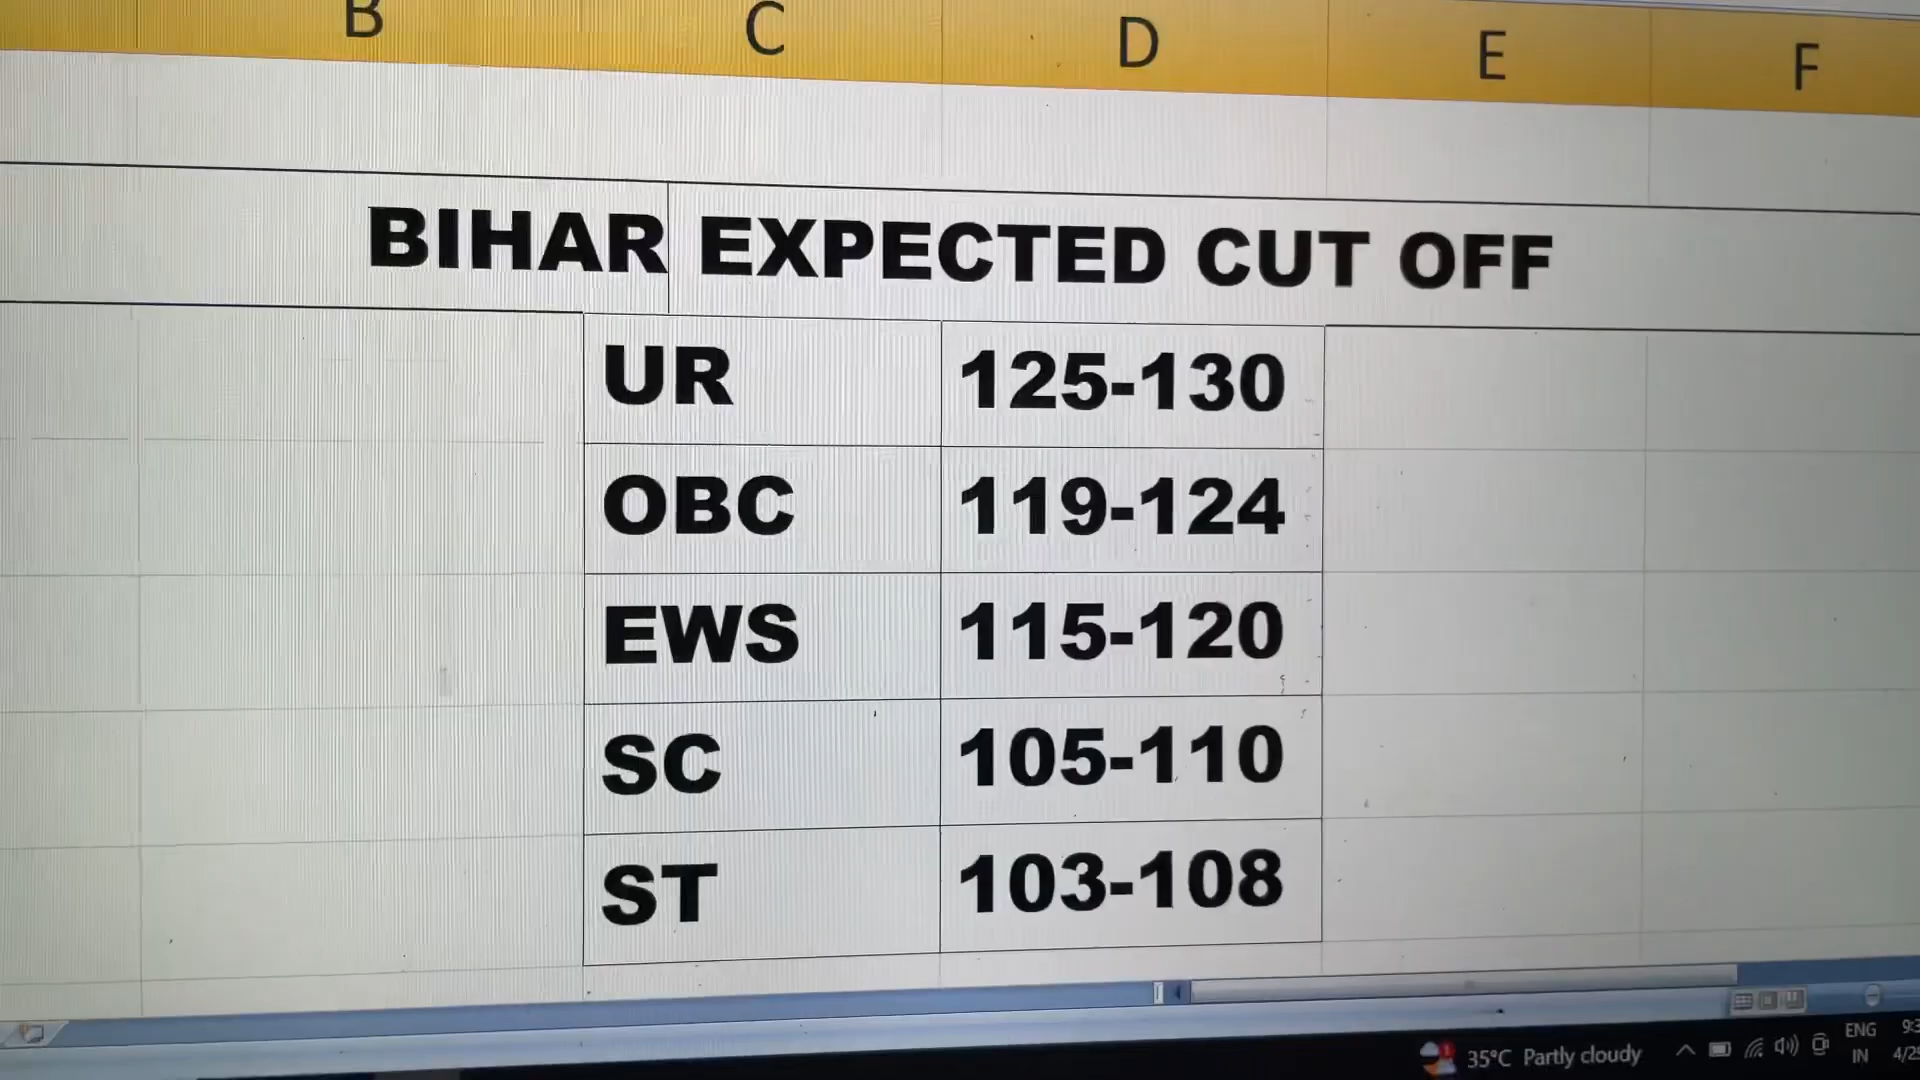 B C D E F
BIHAR EXPECTED CUT OFF
UR 125-130
OBC 119-124
EWS 115-120
SC 105-110
ST 103-108
35°C Partly cloudy
ENG
IN